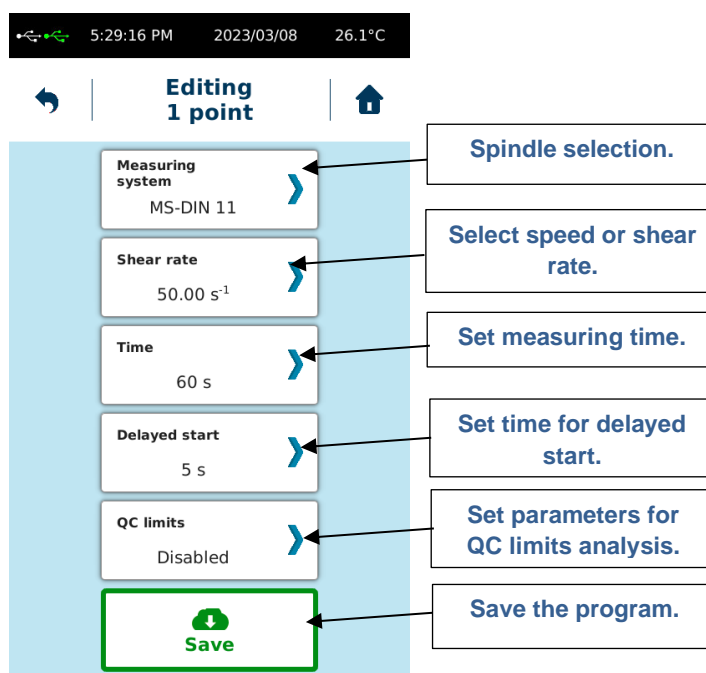 5:29:16 PM 2023/03/08 26.1°C
Editing
1 point
Measuring
system
MS-DIN 11
Spindle selection.
Shear rate
50.00 s⁻¹
Select speed or shear
rate.
Time
60 s
Set measuring time.
Delayed start
5 s
Set time for delayed
start.
QC limits
Disabled
Set parameters for
QC limits analysis.
Save
Save the program.